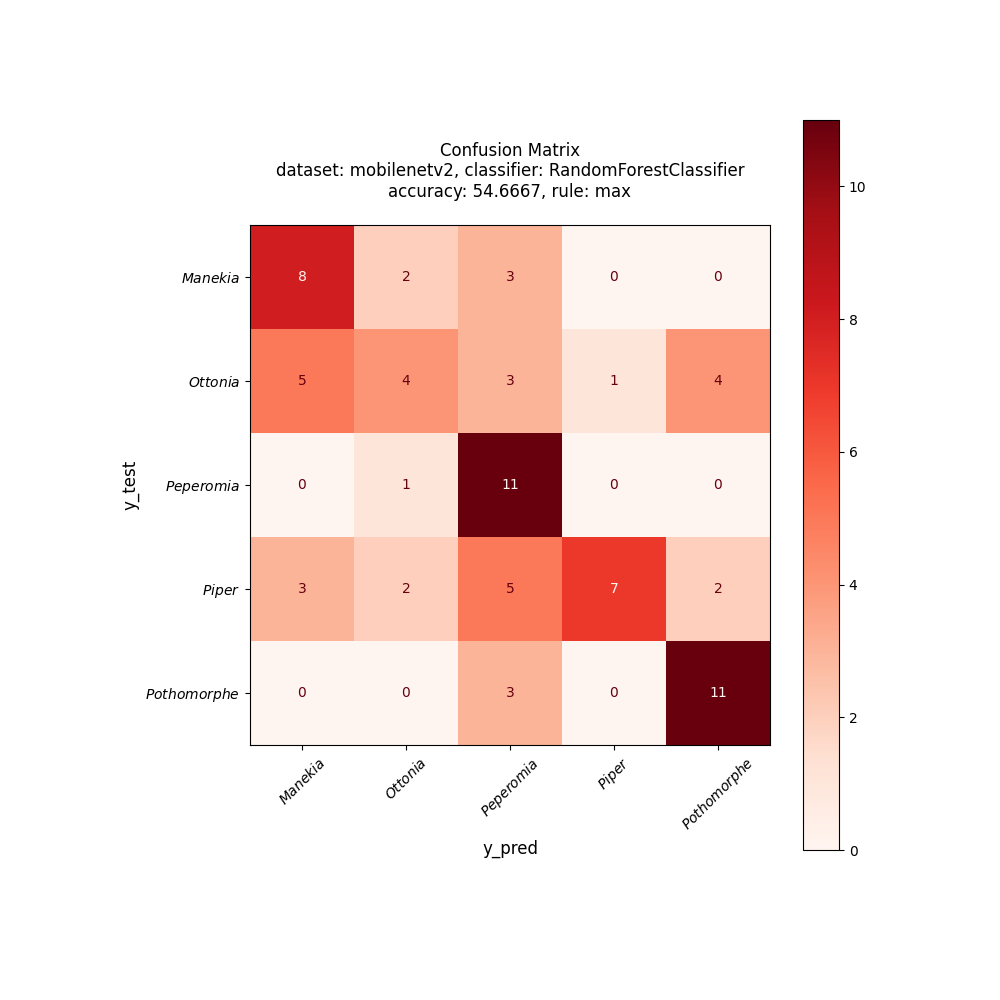 Confusion Matrix
dataset: mobilenetv2, classifier: RandomForestClassifier
accuracy: 54.6667, rule: max
y_test
Manekia 8 2 3 0 0
Ottonia 5 4 3 1 4
Peperomia 0 1 11 0 0
Piper 3 2 5 7 2
Pothomorphe 0 0 3 0 11
Manekia Ottonia Peperomia Piper Pothomorphe
y_pred
10
8
6
4
2
0